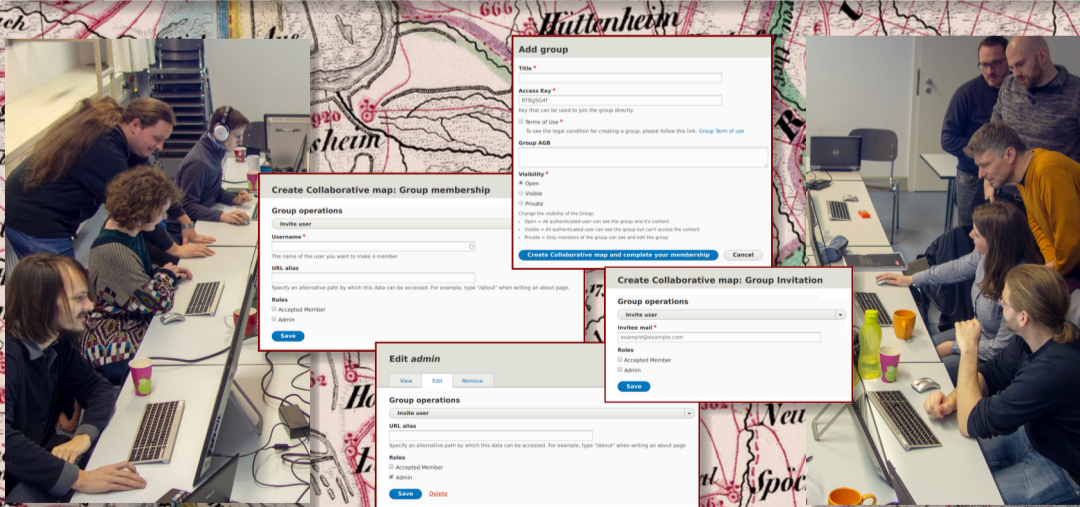 ch
Aue
666
Hüttenheim
920
sheim
Add group
Title *
Access Key *
8TBg5G4f
Key that can be used to join the group directly.
Terms of Use *
To see the legal condition for creating a group, please follow this link: Group Term of use
Group AGB
Visibility *
Open
Visible
Private
Change the visibility of the Group:
Open = All authenticated user can see the group and it's content.
Visible = All authenticated user can see the group but can't access the content.
Private = Only members of the group can see and edit the group
Create Collaborative map and complete your membership
Cancel
Create Collaborative map: Group membership
Group operations
Invite user
Username *
The name of the user you want to make a member
URL alias
Specify an alternative path by which this data can be accessed. For example, type "/about" when writing an about page.
Roles
Accepted Member
Admin
Save
Create Collaborative map: Group Invitation
Group operations
Invite user
Invitee mail *
example@example.com
Roles
Accepted Member
Admin
Save
Edit admin
View
Edit
Remove
Group operations
Invite user
URL alias
Specify an alternative path by which this data can be accessed. For example, type "/about" when writing an about page.
Roles
Accepted Member
Admin
Save
Delete
Neu
Spöc